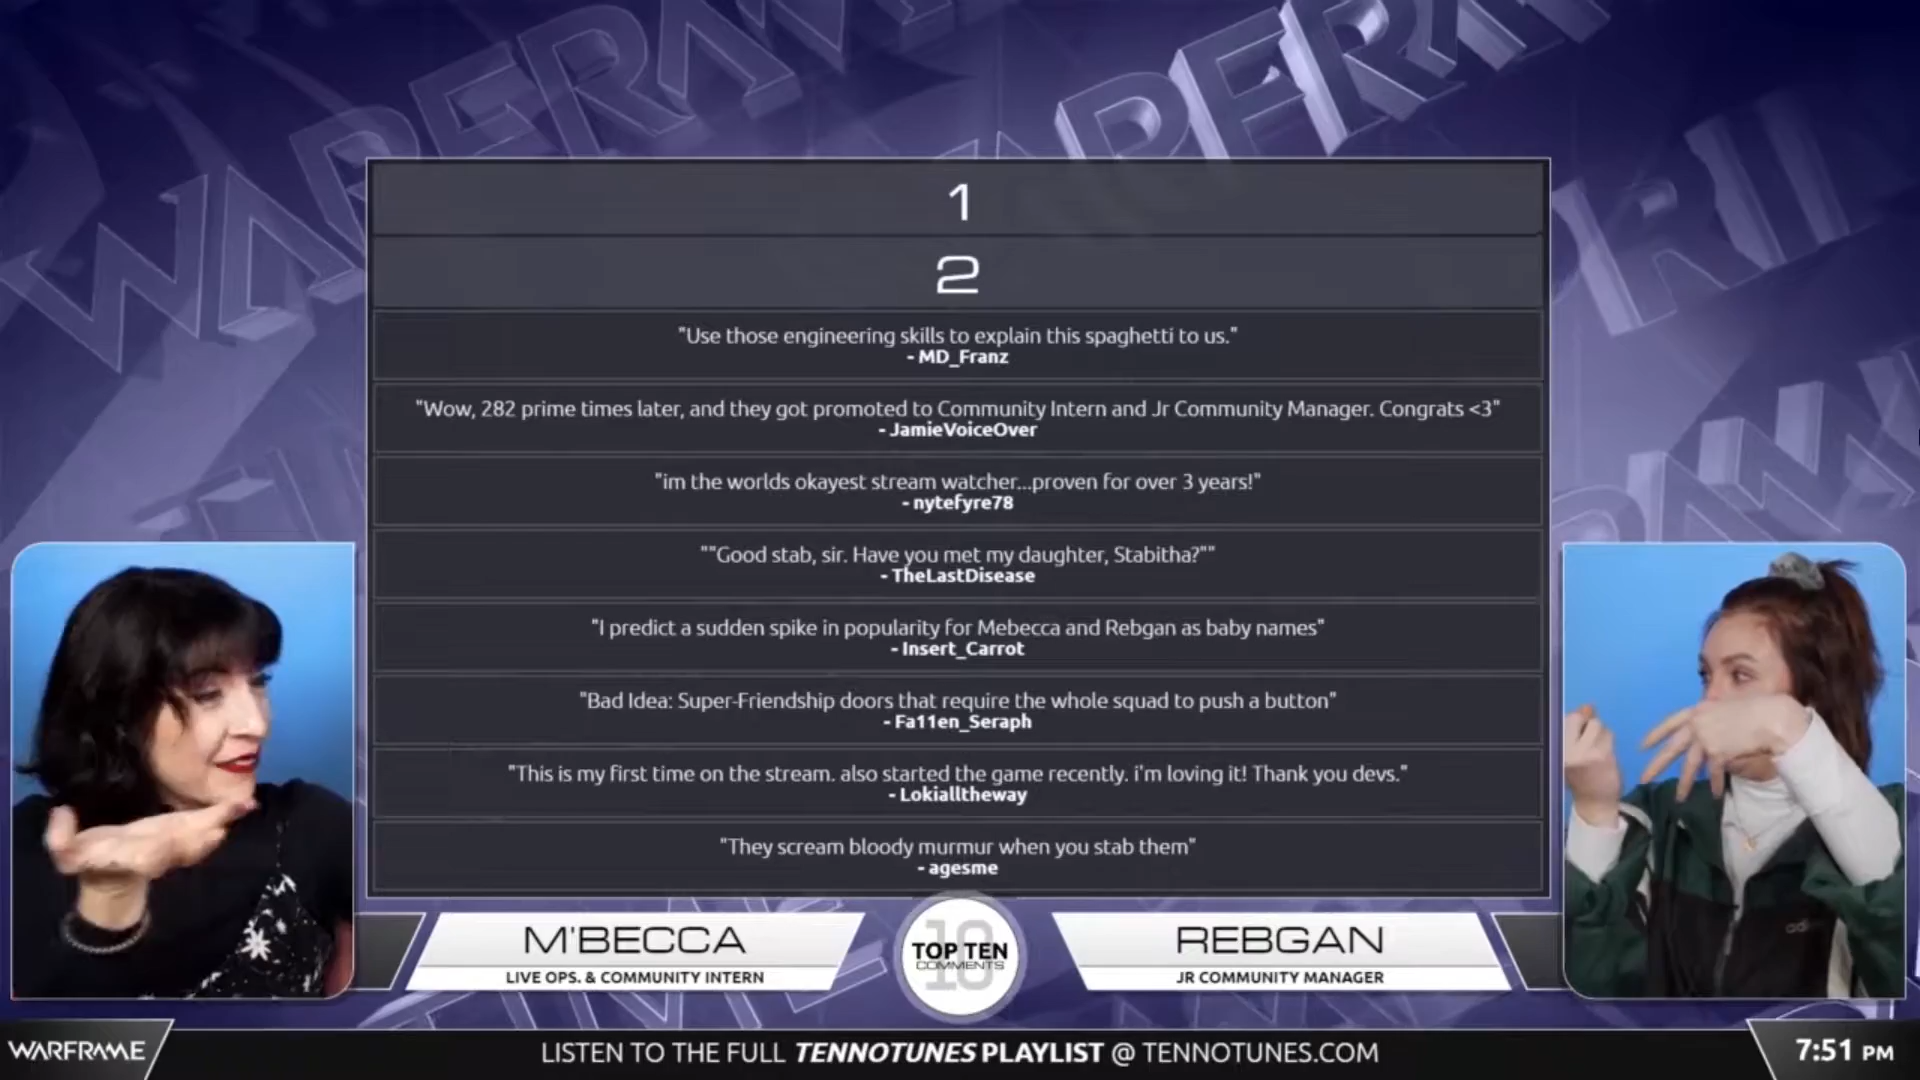 1
2
"Use those engineering skills to explain this spaghetti to us."
- MD_Franz
"Wow, 282 prime times later, and they got promoted to Community Intern and Jr Community Manager. Congrats <3"
- JamieVoiceOver
"im the worlds okayest stream watcher...proven for over 3 years!"
- nytefyre78
""Good stab, sir. Have you met my daughter, Stabitha?""
- TheLastDisease
"I predict a sudden spike in popularity for Mebecca and Rebgan as baby names"
- Insert_Carrot
"Bad Idea: Super-Friendship doors that require the whole squad to push a button"
- Fa11en_Seraph
"This is my first time on the stream. also started the game recently. i'm loving it! Thank you devs."
- Lokialltheway
"They scream bloody murmur when you stab them"
- agesme
M'BECCA
LIVE OPS. & COMMUNITY INTERN
10
TOP TEN
COMMENTS
REBGAN
JR COMMUNITY MANAGER
WARFRAME
LISTEN TO THE FULL TENNOTUNES PLAYLIST @ TENNOTUNES.COM
7:51 PM